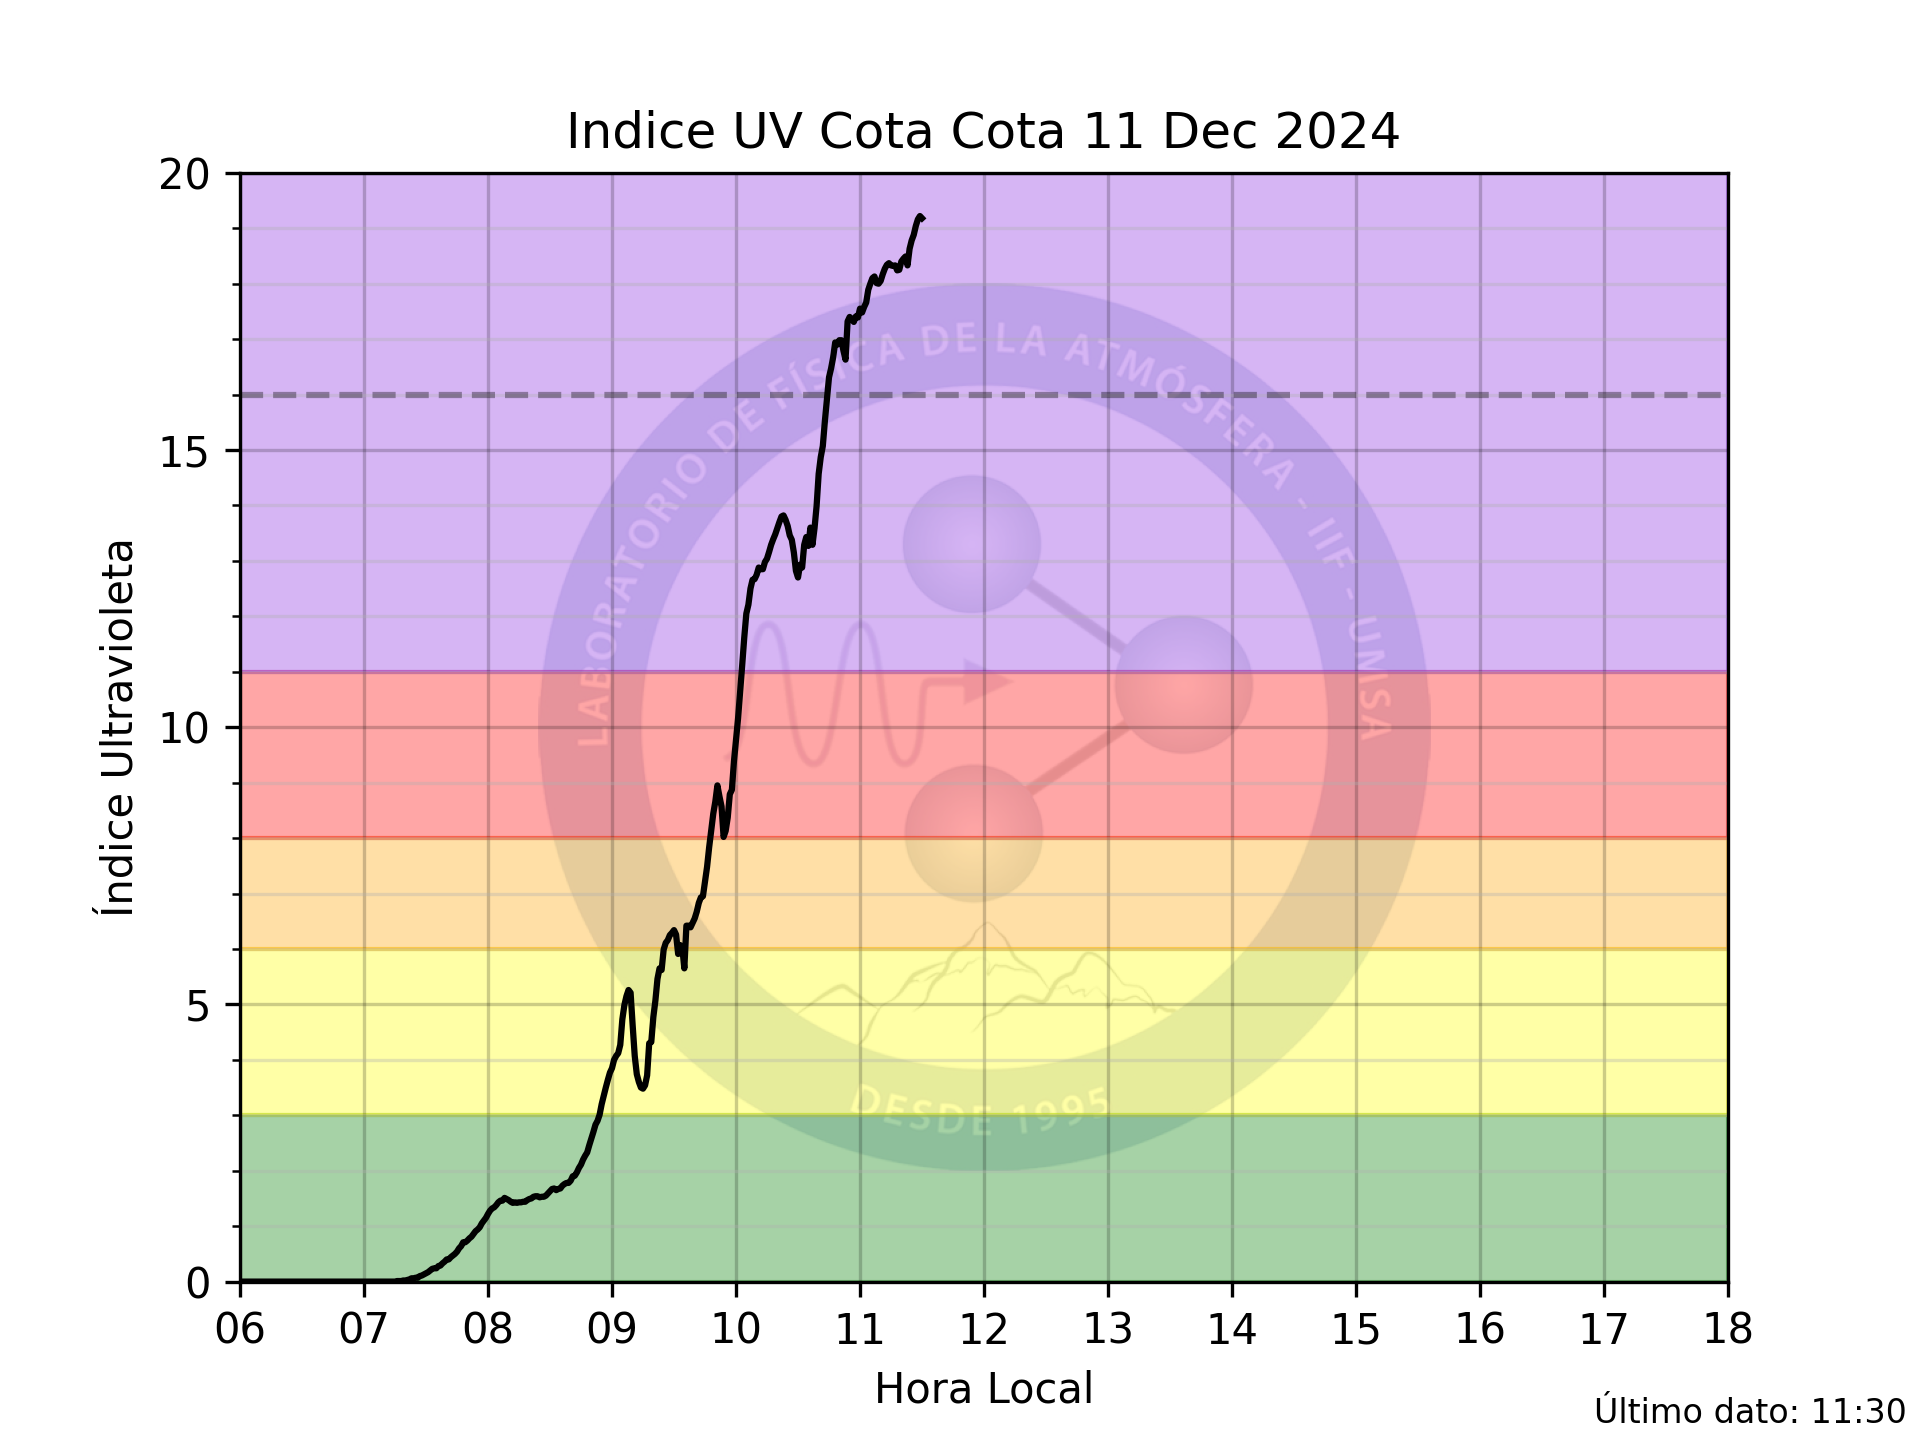 Indice UV Cota Cota 11 Dec 2024
20
15
10
5
0
Índice Ultravioleta
LABORATORIO DE FÍSICA DE LA ATMÓSFERA - IIF - UMSA
DESDE 1995
06 07 08 09 10 11 12 13 14 15 16 17 18
Hora Local
Último dato: 11:30